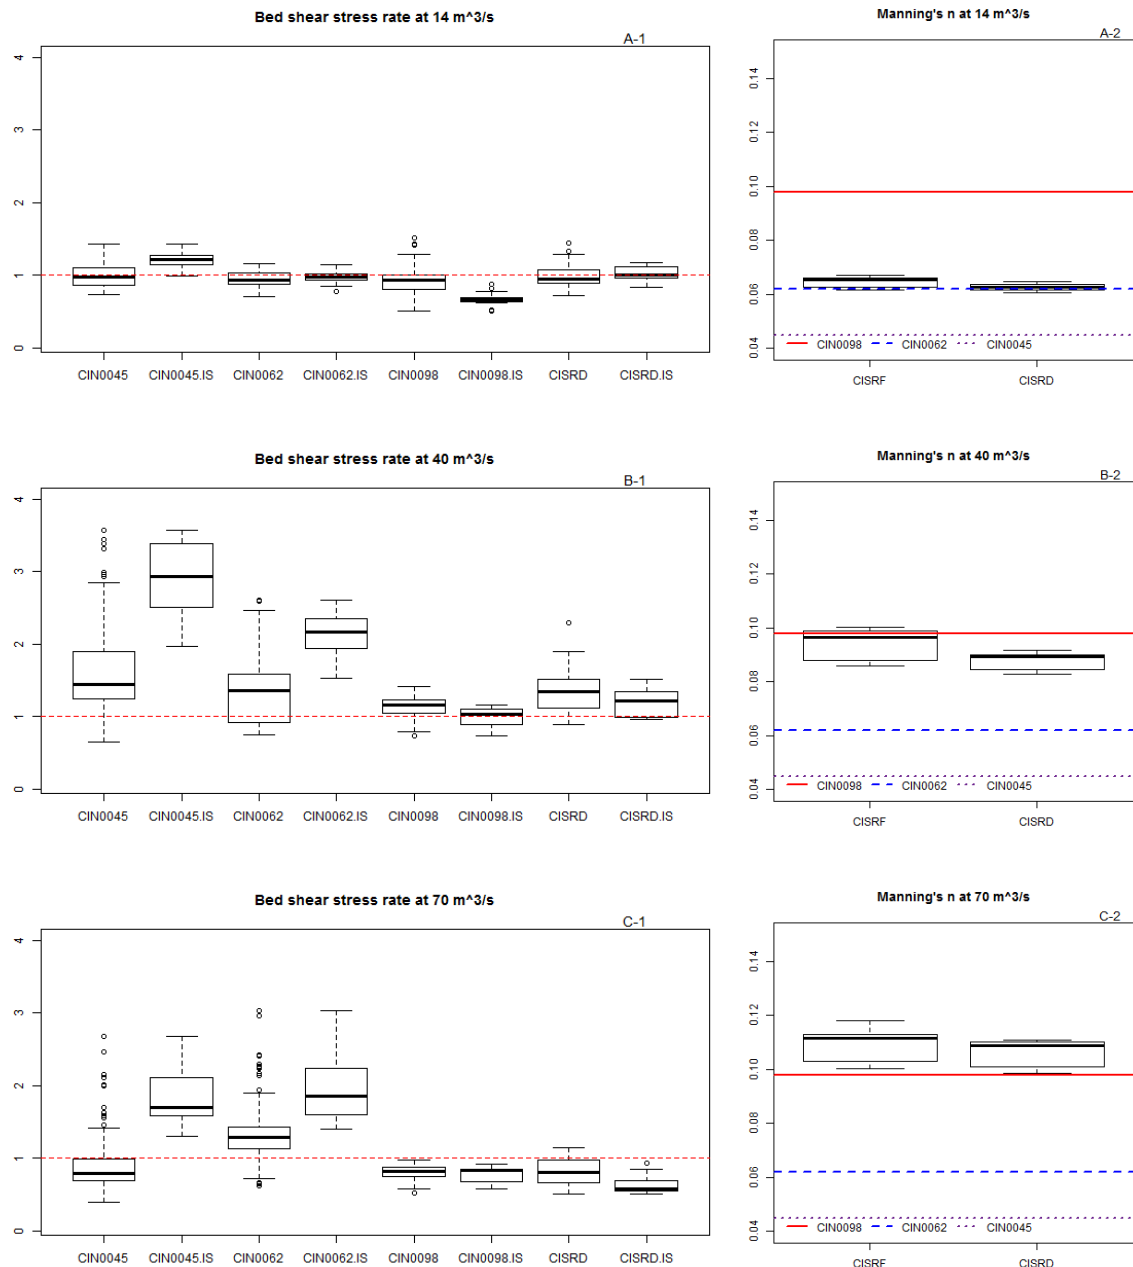 Bed shear stress rate at 14 m^3/s
A-1
4
3
2
1
0
CIN0045 CIN0045.IS CIN0062 CIN0062.IS CIN0098 CIN0098.IS CISRD CISRD.IS
Manning's n at 14 m^3/s
A-2
0.14
0.12
0.10
0.08
0.06
0.04
CIN0098 CIN0062 CIN0045
CISRF CISRD
Bed shear stress rate at 40 m^3/s
B-1
4
3
2
1
0
CIN0045 CIN0045.IS CIN0062 CIN0062.IS CIN0098 CIN0098.IS CISRD CISRD.IS
Manning's n at 40 m^3/s
B-2
0.14
0.12
0.10
0.08
0.06
0.04
CIN0098 CIN0062 CIN0045
CISRF CISRD
Bed shear stress rate at 70 m^3/s
C-1
4
3
2
1
0
CIN0045 CIN0045.IS CIN0062 CIN0062.IS CIN0098 CIN0098.IS CISRD CISRD.IS
Manning's n at 70 m^3/s
C-2
0.14
0.12
0.10
0.08
0.06
0.04
CIN0098 CIN0062 CIN0045
CISRF CISRD